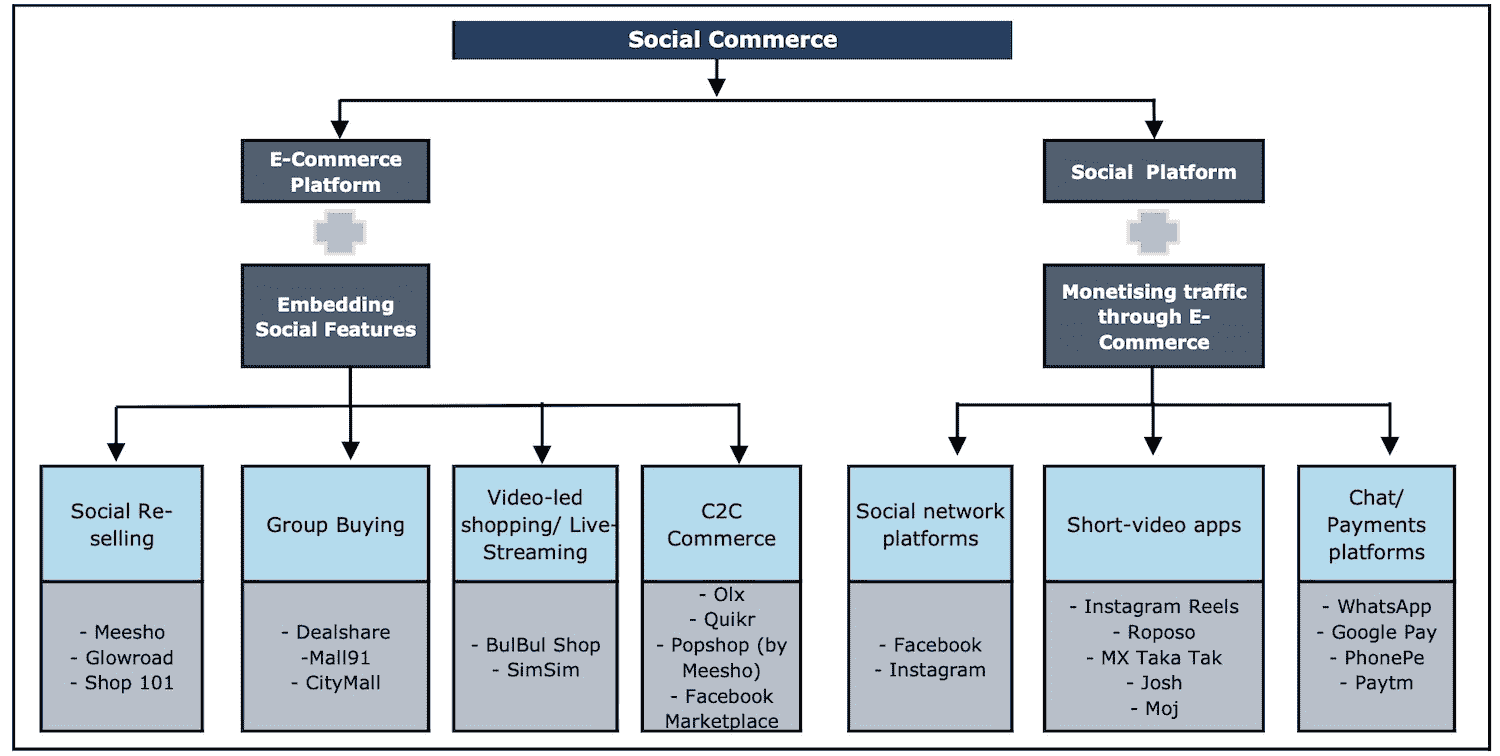 Social Commerce
E-Commerce
Platform
Social Platform
Embedding
Social Features
Monetising traffic
through E-
Commerce
Social Re-
selling
Group Buying
Video-led
shopping/ Live-
Streaming
C2C
Commerce
Social network
platforms
Short-video apps
Chat/
Payments
platforms
- Meesho
- Glowroad
- Shop 101
- Dealshare
-Mall91
- CityMall
- BulBul Shop
- SimSim
- Olx
- Quikr
- Popshop (by
Meesho)
- Facebook
Marketplace
- Facebook
- Instagram
- Instagram Reels
- Roposo
- MX Taka Tak
- Josh
- Moj
- WhatsApp
- Google Pay
- PhonePe
- Paytm